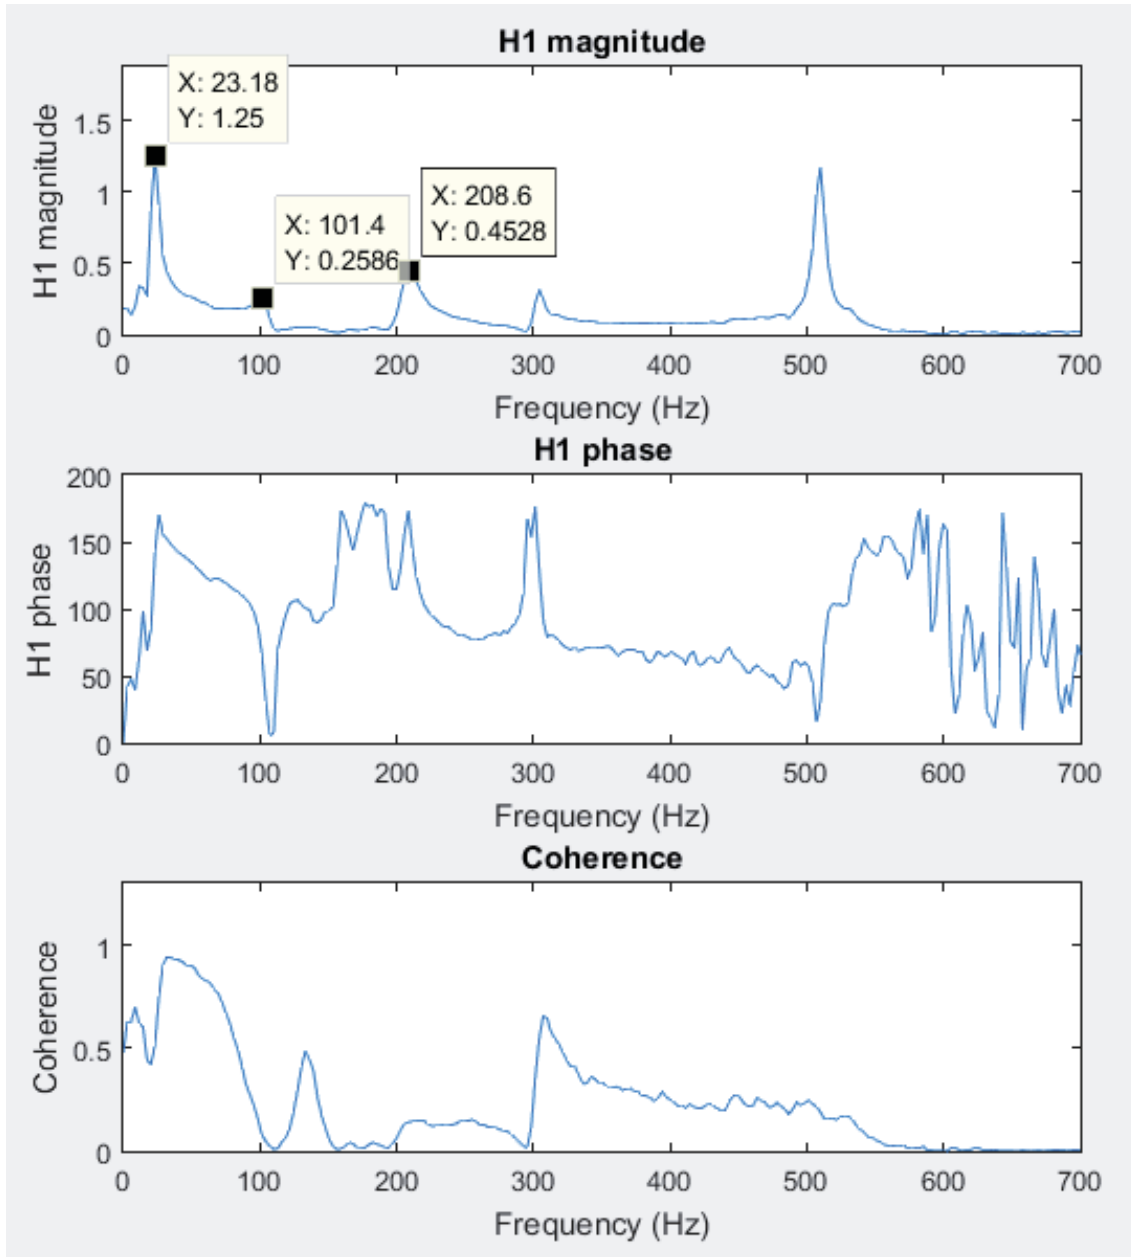 H1 magnitude
X: 23.18
Y: 1.25
X: 101.4
Y: 0.2586
X: 208.6
Y: 0.4528
H1 magnitude
1.5
1
0.5
0
0 100 200 300 400 500 600 700
Frequency (Hz)
H1 phase
H1 phase
200
150
100
50
0
0 100 200 300 400 500 600 700
Frequency (Hz)
Coherence
Coherence
1
0.5
0
0 100 200 300 400 500 600 700
Frequency (Hz)